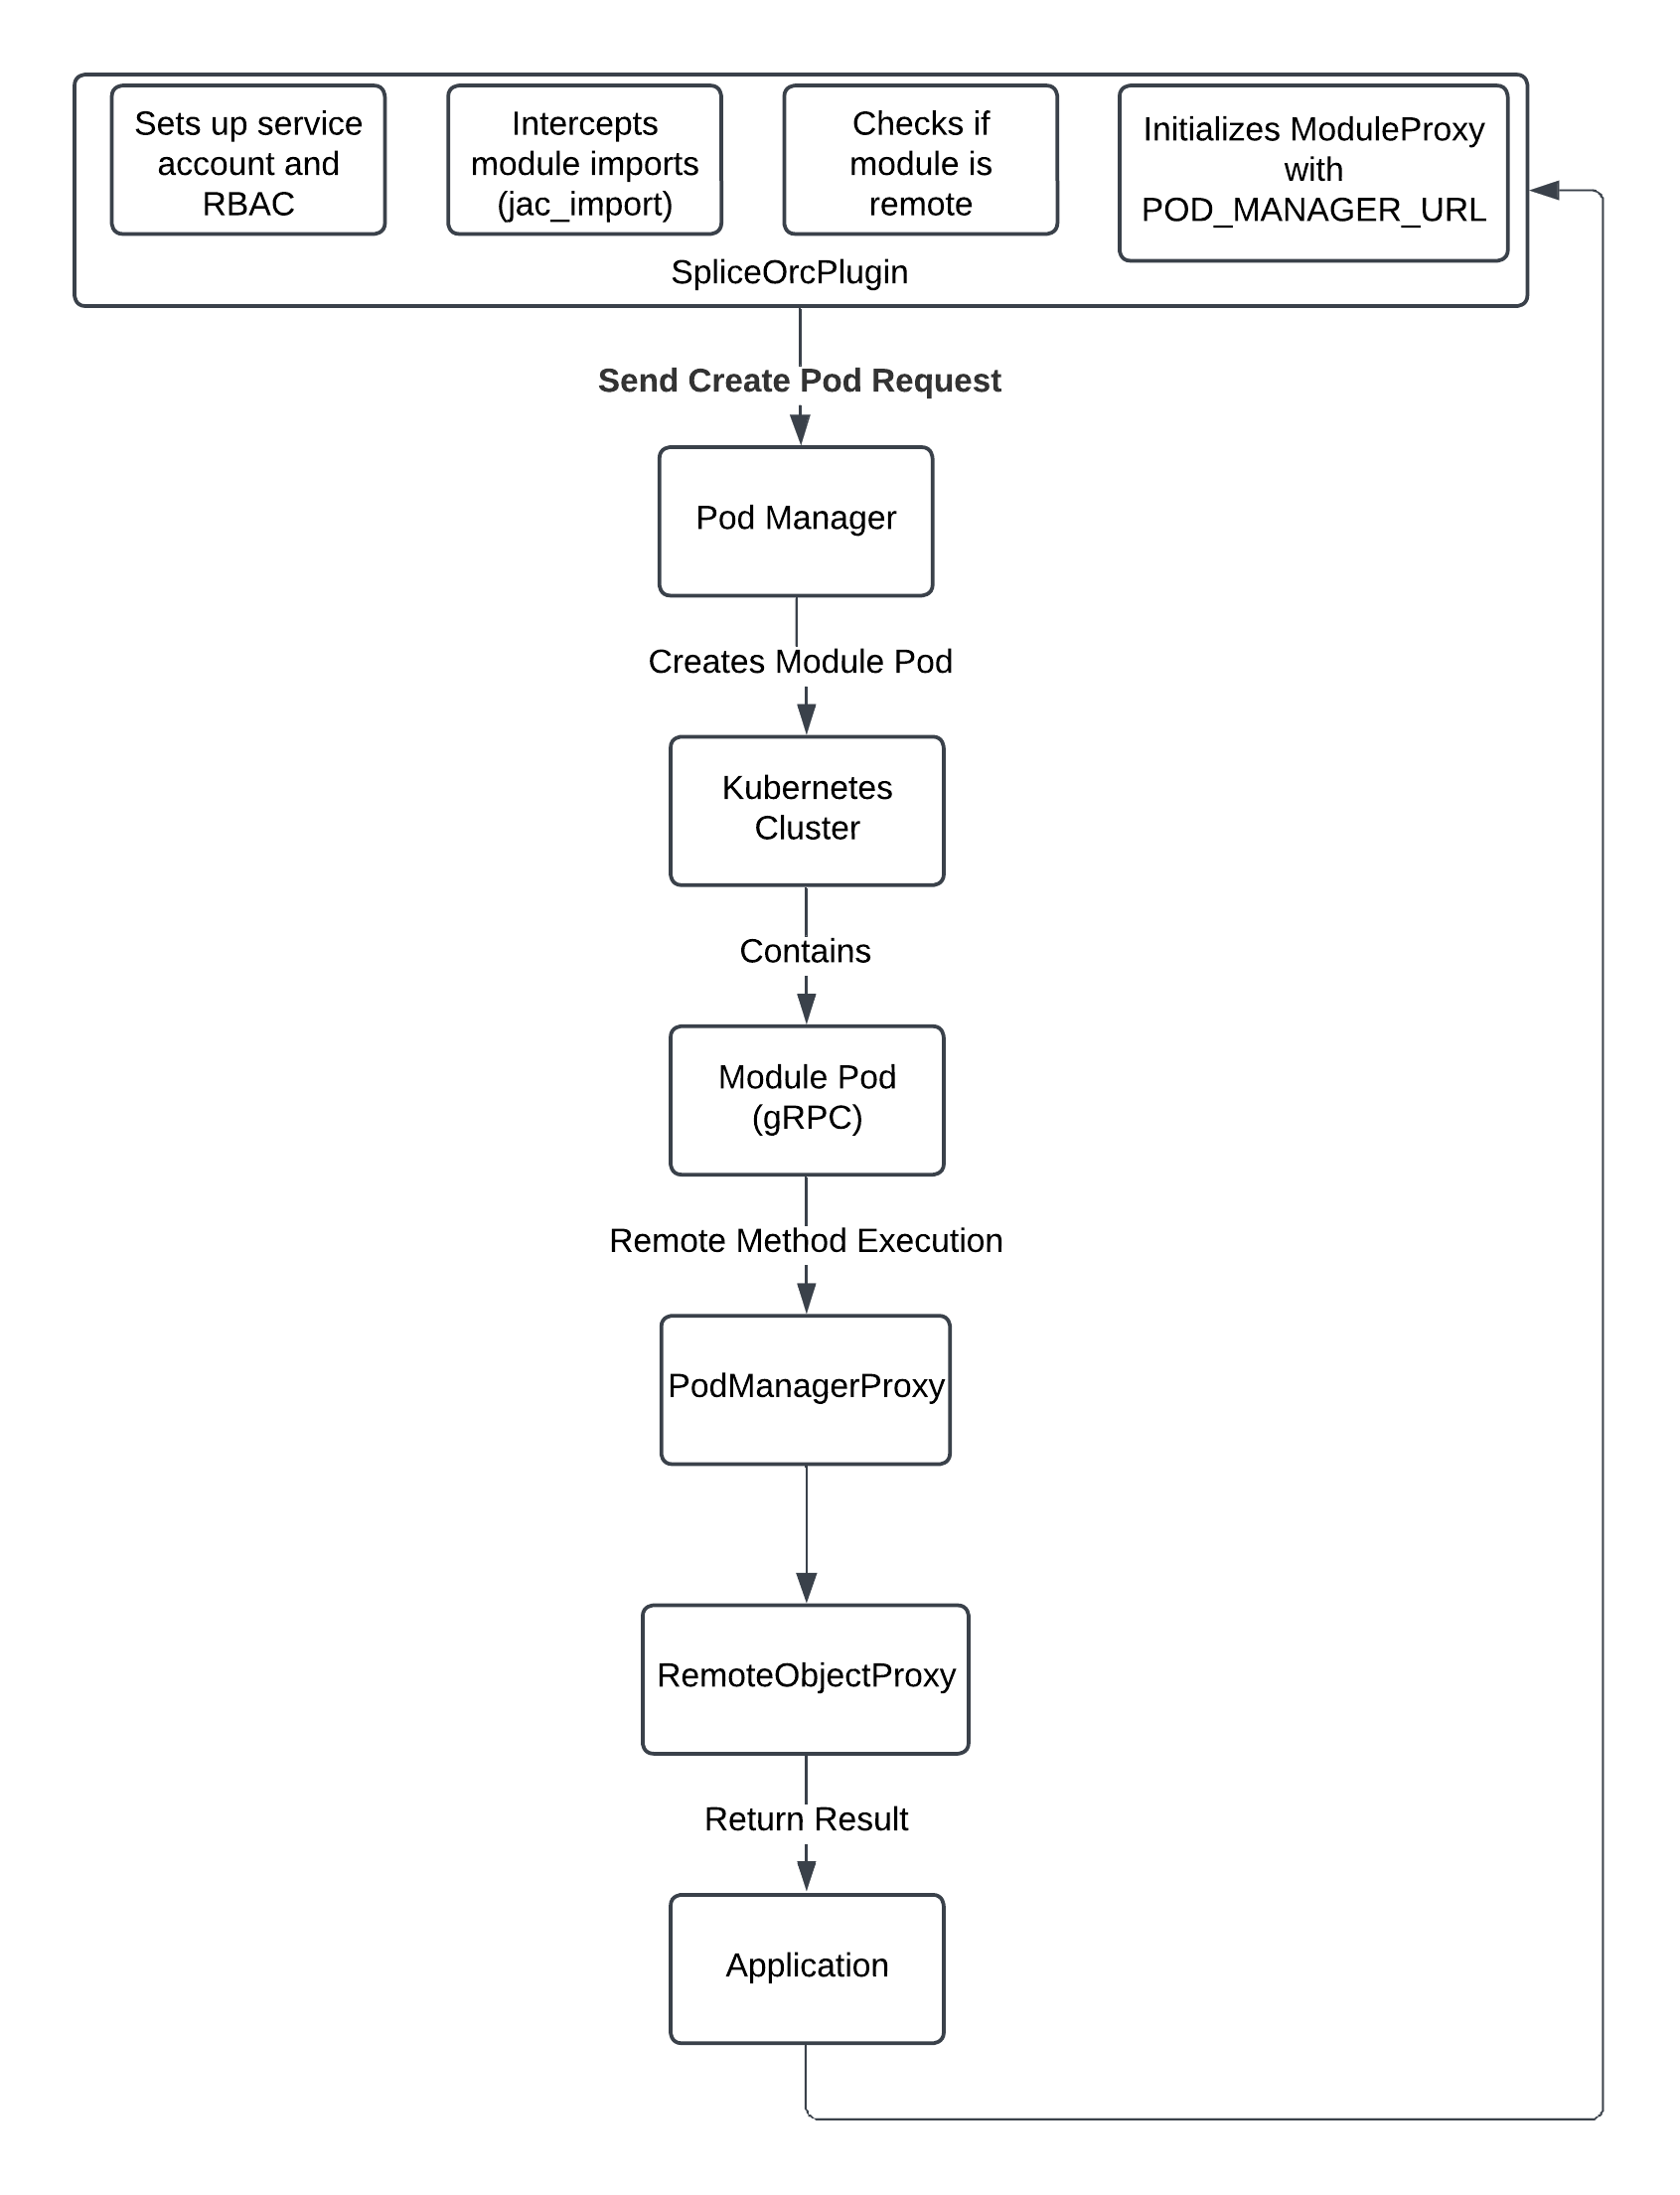 Sets up service
account and
RBAC
Intercepts
module imports
(jac_import)
Checks if
module is
remote
Initializes ModuleProxy
with
POD_MANAGER_URL
SpliceOrcPlugin
Send Create Pod Request
Pod Manager
Creates Module Pod
Kubernetes
Cluster
Contains
Module Pod
(gRPC)
Remote Method Execution
PodManagerProxy
RemoteObjectProxy
Return Result
Application